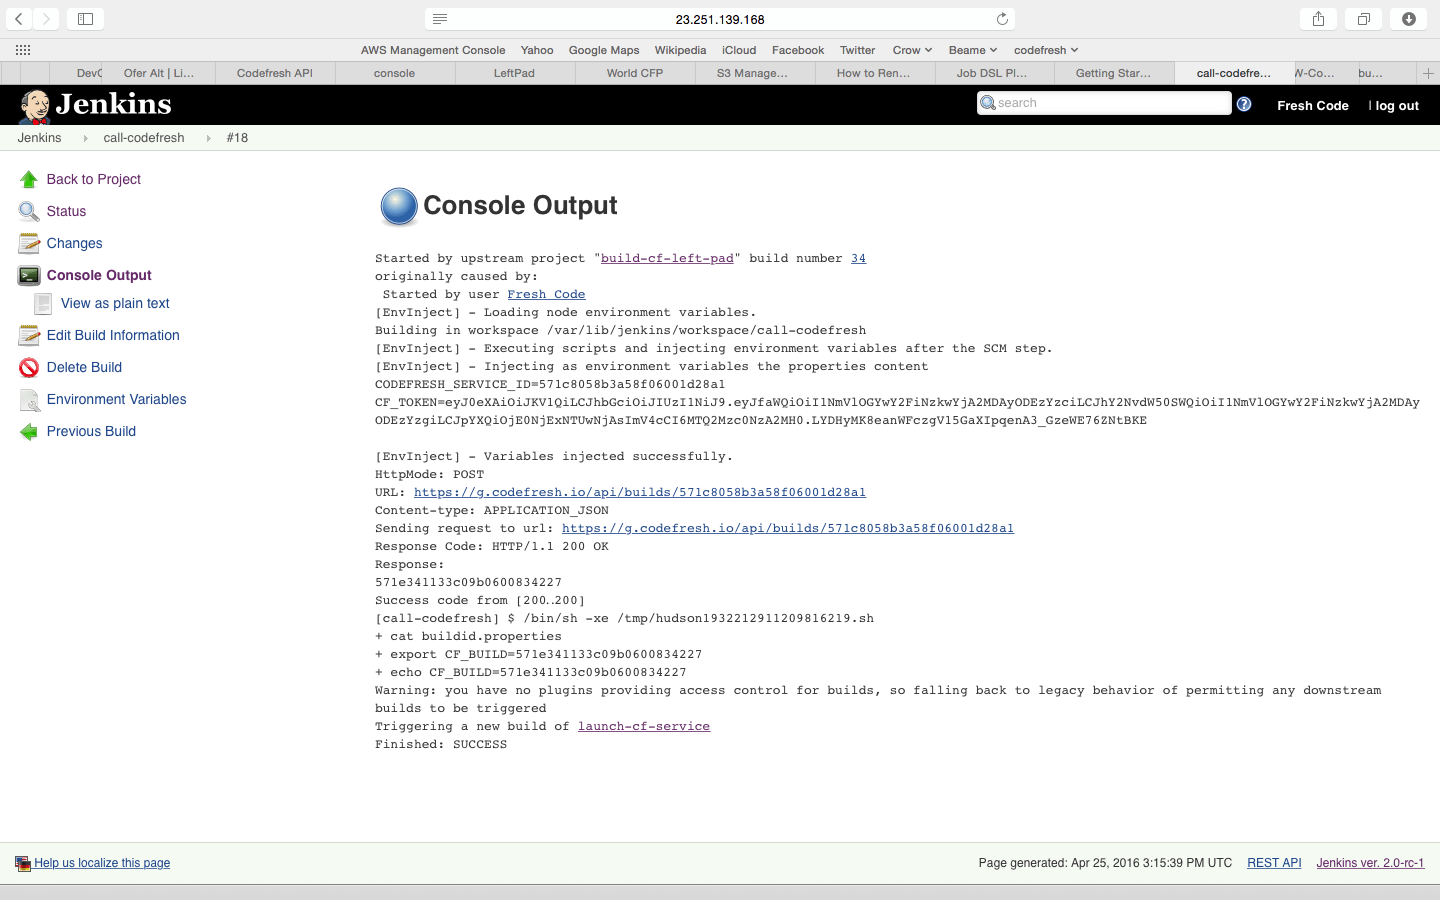 23.251.139.168
AWS Management Console Yahoo Google Maps Wikipedia iCloud Facebook Twitter Crow Beame codefresh
DevC Ofer Alt | Li... Codefresh API console LeftPad World CFP S3 Manage... How to Ren... Job DSL Pl... Getting Star... call-codefre... W-Co... bu...
Jenkins search ? Fresh Code | log out
Jenkins call-codefresh #18
Back to Project
Status
Changes
Console Output
View as plain text
Edit Build Information
Delete Build
Environment Variables
Previous Build
Console Output
Started by upstream project "build-cf-left-pad" build number 34
originally caused by:
Started by user Fresh Code
[EnvInject] - Loading node environment variables.
Building in workspace /var/lib/jenkins/workspace/call-codefresh
[EnvInject] - Executing scripts and injecting environment variables after the SCM step.
[EnvInject] - Injecting as environment variables the properties content
CODEFRESH_SERVICE_ID=571c8058b3a58f06001d28a1
CF_TOKEN=eyJ0eXAiOiJKV1QiLCJhbGciOiJIUzI1NiJ9.eyJfaWQiOiI1NmVlOGYwY2FiNzkwYjA2MDAyODEzYzciLCJhY2NvdW50SWQiOiI1NmVlOGYwY2FiNzkwYjA2MDAy
ODEzYzgiLCJpYXQiOjE0NjExNTUwNjAsImV4cCI6MTQ2Mzc0NzA2MH0.LYDHyMK8eanWFczgV15GaXIpqenA3_GzeWE76ZNtBKE
[EnvInject] - Variables injected successfully.
HttpMode: POST
URL: https://g.codefresh.io/api/builds/571c8058b3a58f06001d28a1
Content-type: APPLICATION_JSON
Sending request to url: https://g.codefresh.io/api/builds/571c8058b3a58f06001d28a1
Response Code: HTTP/1.1 200 OK
Response:
571e341133c09b0600834227
Success code from [200‥200]
[call-codefresh] $ /bin/sh -xe /tmp/hudson1932212911209816219.sh
+ cat buildid.properties
+ export CF_BUILD=571e341133c09b0600834227
+ echo CF_BUILD=571e341133c09b0600834227
Warning: you have no plugins providing access control for builds, so falling back to legacy behavior of permitting any downstream
builds to be triggered
Triggering a new build of launch-cf-service
Finished: SUCCESS
Help us localize this page Page generated: Apr 25, 2016 3:15:39 PM UTC REST API Jenkins ver. 2.0-rc-1